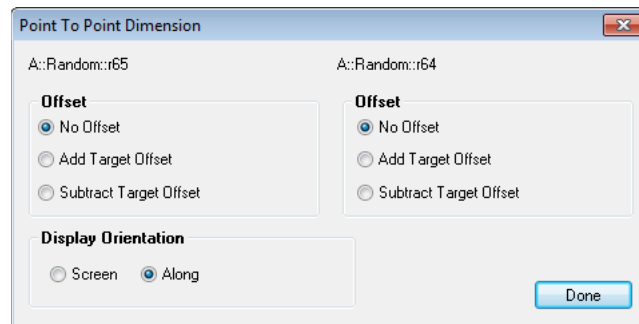 Point To Point Dimension
A::Random::r65 A::Random::r64
Offset Offset
No Offset No Offset
Add Target Offset Add Target Offset
Subtract Target Offset Subtract Target Offset
Display Orientation
Screen Along
Done